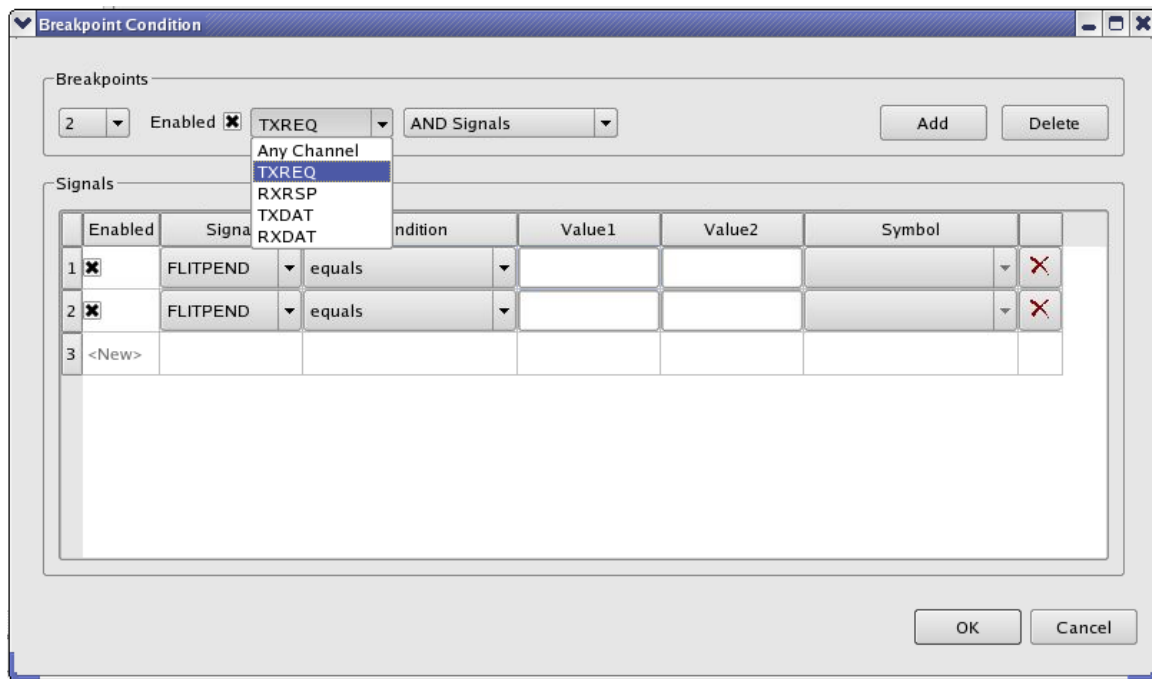 Breakpoint Condition
Breakpoints
2 Enabled TXREQ AND Signals Add Delete
Any Channel
TXREQ
RXRSP
TXDAT
RXDAT
Signals
Enabled Signa ndition Value1 Value2 Symbol
1 FLITPEND equals
2 FLITPEND equals
3 <New>
OK Cancel